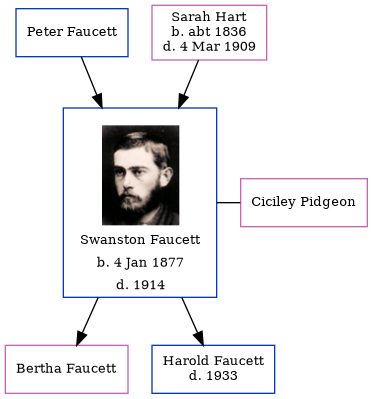 Peter Faucett
Sarah Hart
b. abt 1836
d. 4 Mar 1909
Swanston Faucett
b. 4 Jan 1877
d. 1914
Ciciley Pidgeon
Bertha Faucett
Harold Faucett
d. 1933